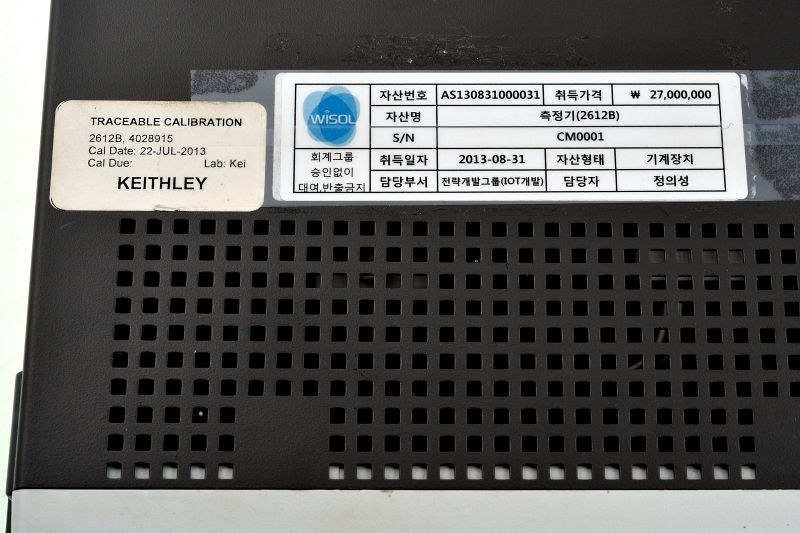 TRACEABLE CALIBRATION
2612B, 4028915
Cal Date: 22-JUL-2013
Cal Due: Lab: Kei
KEITHLEY
WiSOL
회계그룹
승인없이
대여,반출금지
자산번호 AS130831000031 취득가격 ₩ 27,000,000
자산명 측정기(2612B)
S/N CM0001
취득일자 2013-08-31 자산형태 기계장치
담당부서 전략개발그룹(IOT개발) 담당자 정의성